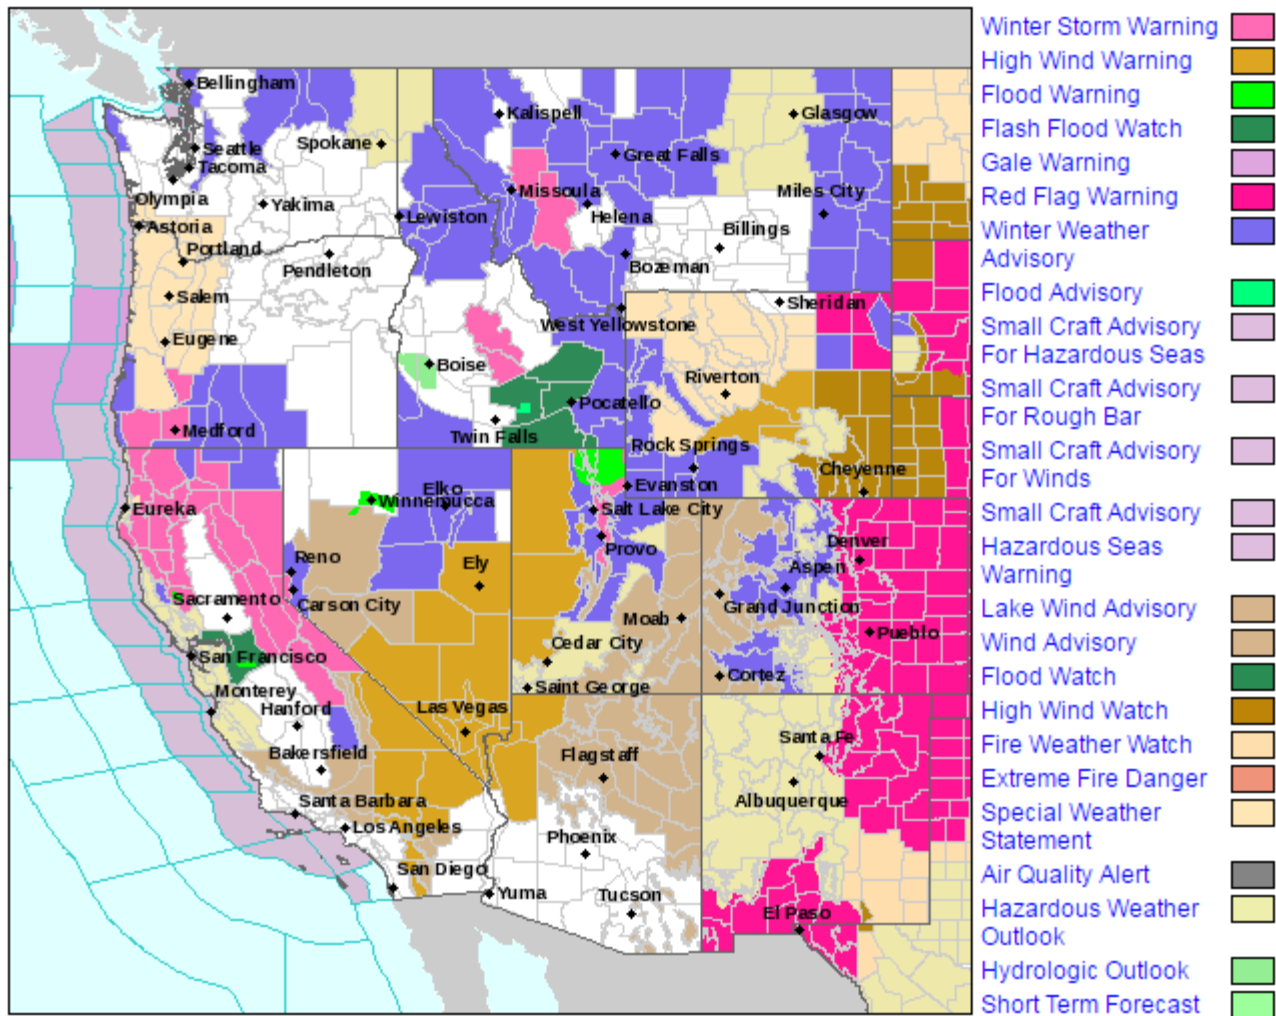 Bellingham
Kalispell
Glasgow
Seattle
Spokane
Great Falls
Tacoma
Olympia
Missoula
Miles City
Yakima
Lewiston
Helena
Astoria
Billings
Portland
Pendleton
Bozeman
Salem
Sheridan
West Yellowstone
Eugene
Boise
Riverton
Pocatello
Medford
Twin Falls
Rock Springs
Cheyenne
Elko
Evanston
Winnemucca
Eureka
Salt Lake City
Provo
Denver
Reno
Ely
Aspen
Sacramento
Carson City
Grand Junction
Moab
Pueblo
Cedar City
San Francisco
Cortez
Saint George
Monterey
Hanford
Las Vegas
Santa Fe
Bakersfield
Flagstaff
Albuquerque
Santa Barbara
Los Angeles
Phoenix
San Diego
Yuma
Tucson
El Paso
Winter Storm Warning
High Wind Warning
Flood Warning
Flash Flood Watch
Gale Warning
Red Flag Warning
Winter Weather
Advisory
Flood Advisory
Small Craft Advisory
For Hazardous Seas
Small Craft Advisory
For Rough Bar
Small Craft Advisory
For Winds
Small Craft Advisory
Hazardous Seas
Warning
Lake Wind Advisory
Wind Advisory
Flood Watch
High Wind Watch
Fire Weather Watch
Extreme Fire Danger
Special Weather
Statement
Air Quality Alert
Hazardous Weather
Outlook
Hydrologic Outlook
Short Term Forecast